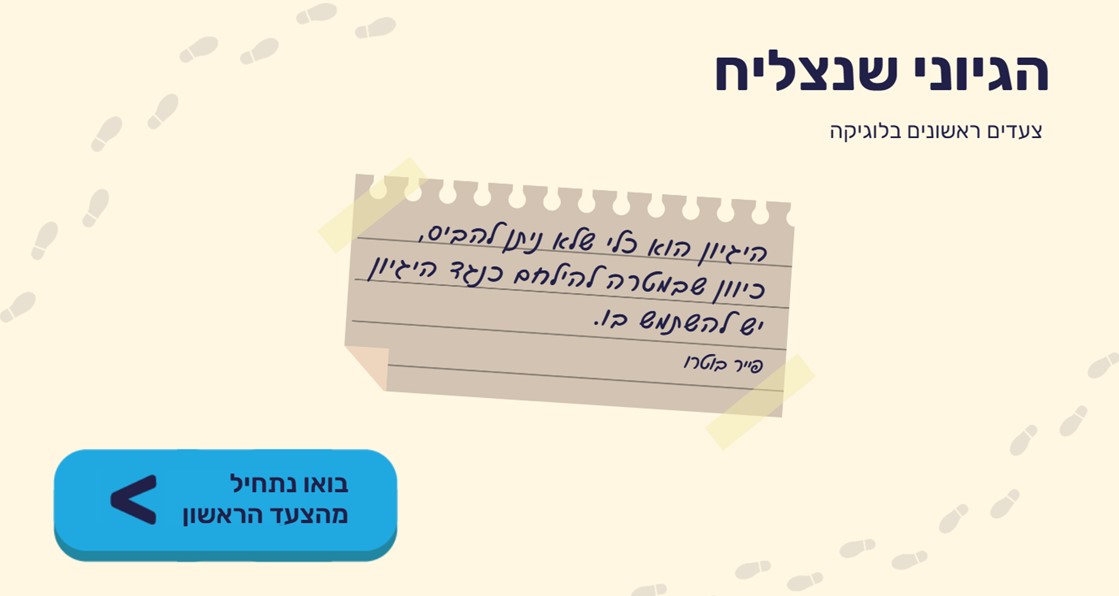 הגיוני שנצליח
צעדים ראשונים בלוגיקה
היגיון הוא כלי שלא ניתן להביס,
כיוון שבמטרה להילחם כנגד היגיון
יש להשתמש בו.
פייר בוטרו
בואו נתחיל
מהצעד הראשון